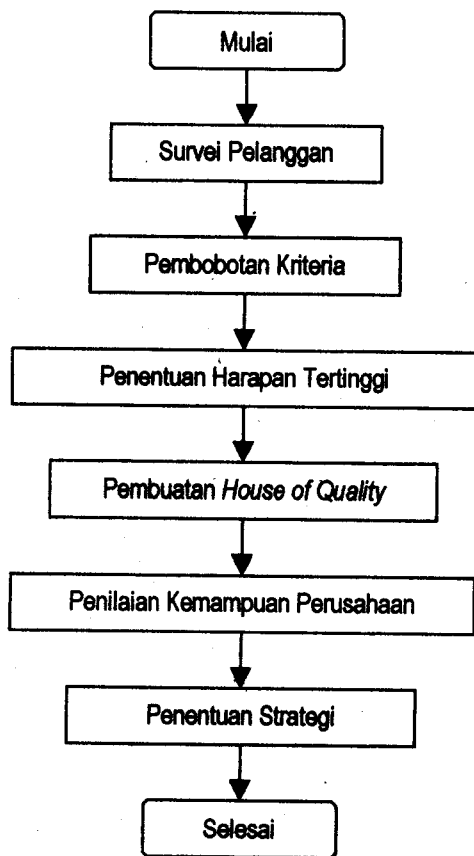 Mulai
Survei Pelanggan
Pembobotan Kriteria
Penentuan Harapan Tertinggi
Pembuatan House of Quality
Penilaian Kemampuan Perusahaan
Penentuan Strategi
Selesai